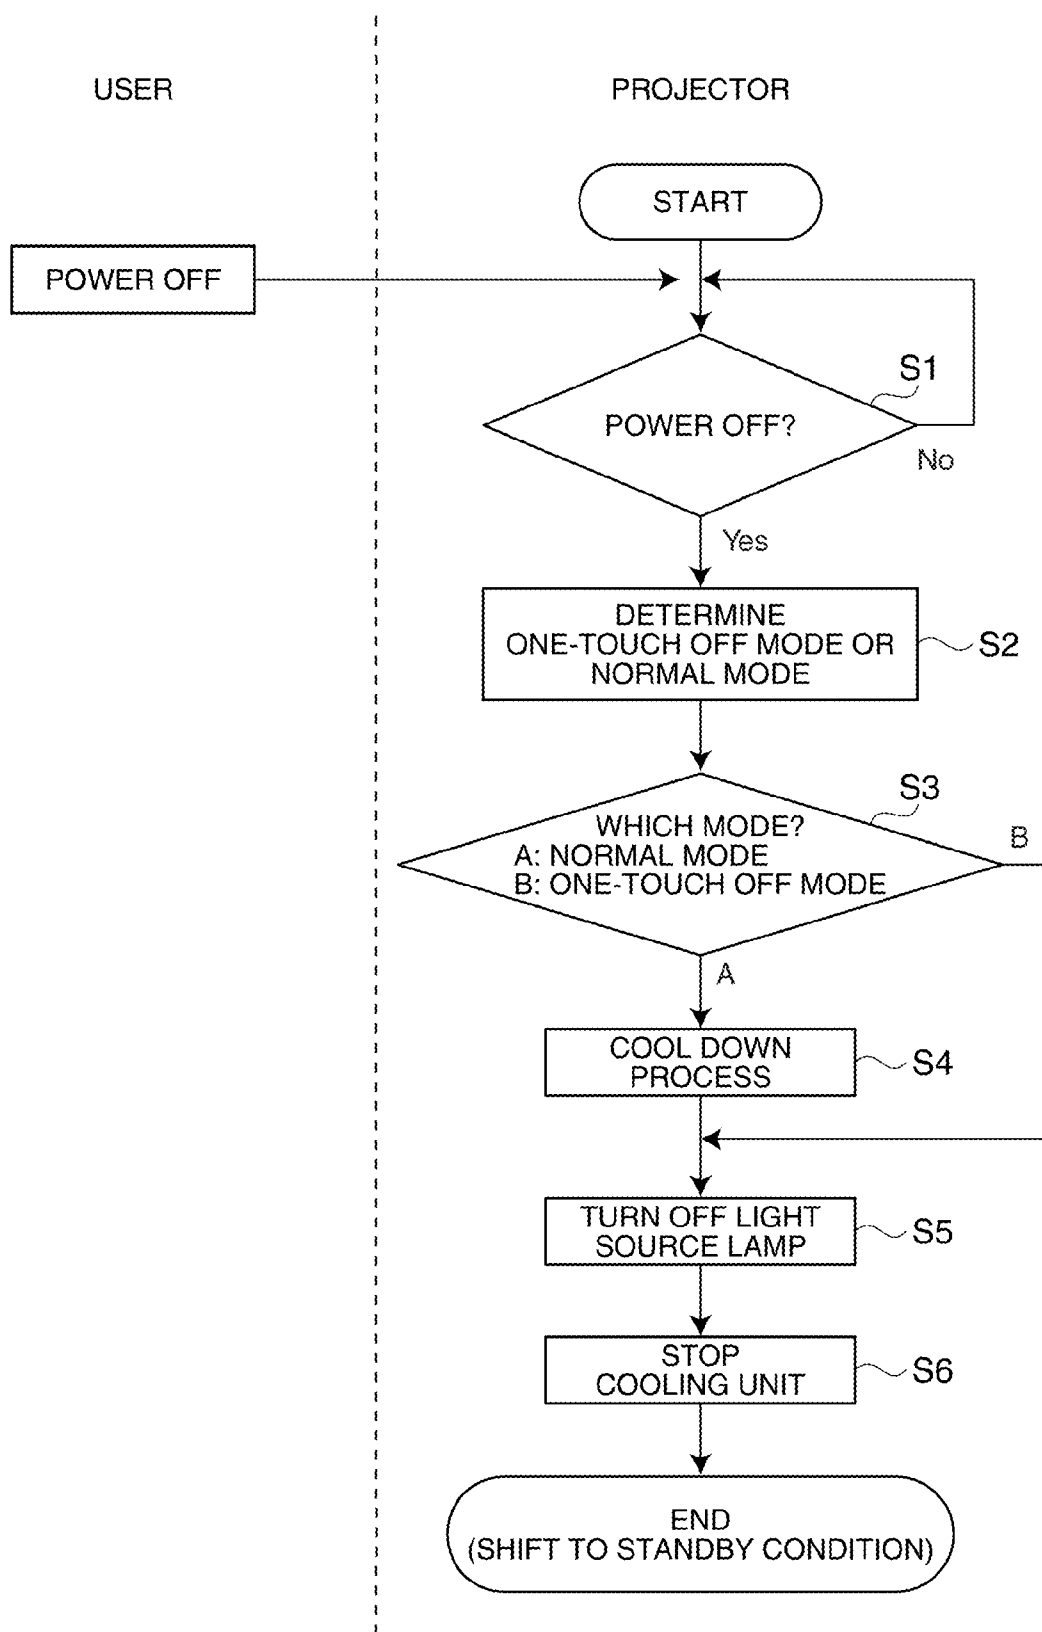 USER
PROJECTOR
START
POWER OFF
S1
POWER OFF?
No
Yes
DETERMINE
ONE-TOUCH OFF MODE OR
NORMAL MODE
S2
S3
WHICH MODE?
A: NORMAL MODE
B: ONE-TOUCH OFF MODE
B
A
COOL DOWN
PROCESS
S4
TURN OFF LIGHT
SOURCE LAMP
S5
STOP
COOLING UNIT
S6
END
(SHIFT TO STANDBY CONDITION)